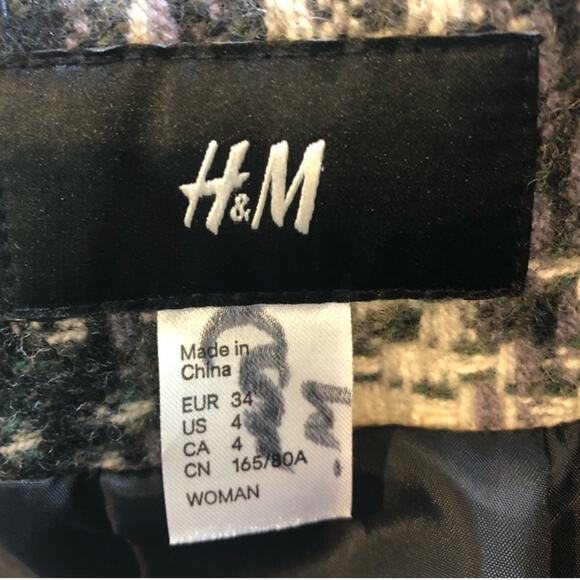 H&M
Made in
China
EUR 34
US 4
CA 4
CN 165/80A
WOMAN